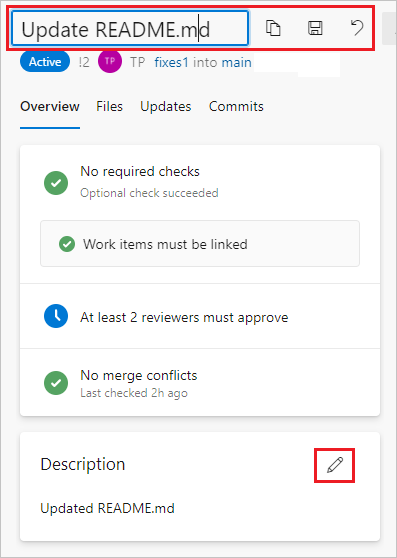 Update README.md
Active !2 TP TP fixes1 into main
Overview Files Updates Commits
No required checks
Optional check succeeded
Work items must be linked
At least 2 reviewers must approve
No merge conflicts
Last checked 2h ago
Description
Updated README.md